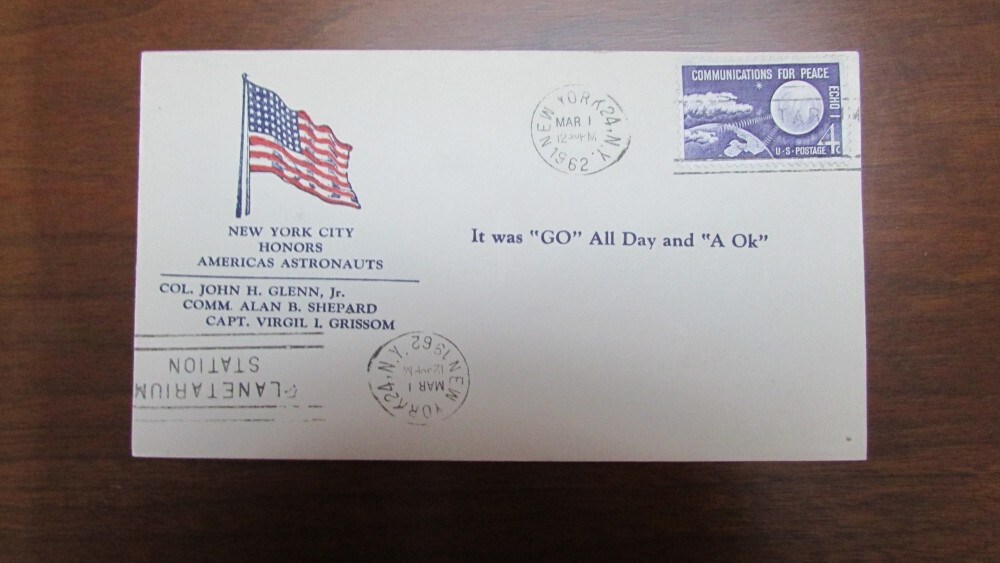 NEW YORK CITY
HONORS
AMERICAS ASTRONAUTS
COL. JOHN H. GLENN, Jr.
COMM. ALAN B. SHEPARD
CAPT. VIRGIL I. GRISSOM
NEW YORK 24, N.Y.
MAR 1
1962
COMMUNICATIONS FOR PEACE
ECHO I
U·S·POSTAGE 4c
It was "GO" All Day and "A Ok"
PLANETARIUM
STATION
NEW YORK 24, N.Y.
MAR 1
1962